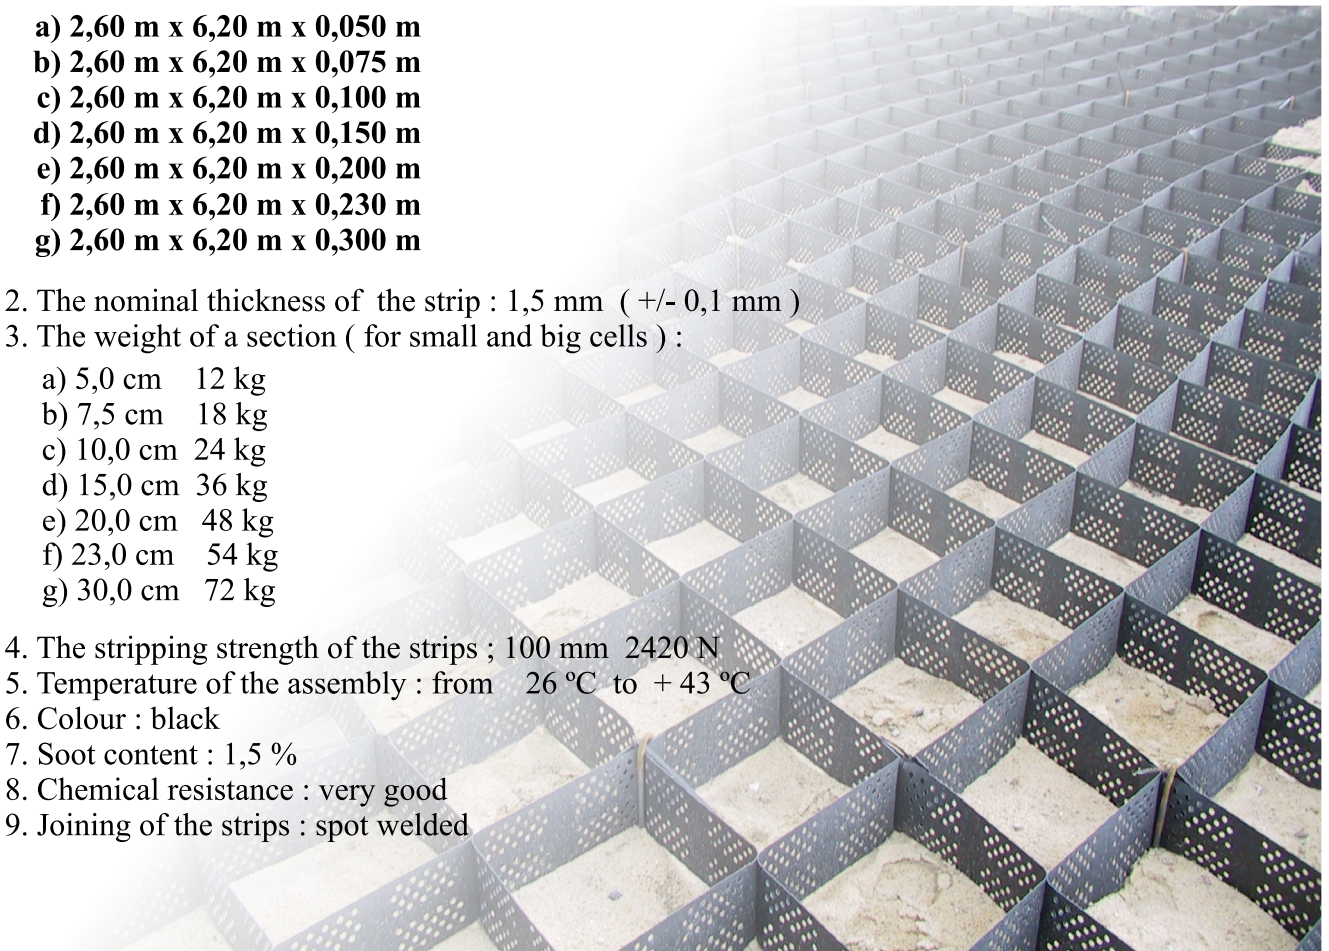 a) 2,60 m x 6,20 m x 0,050 m
b) 2,60 m x 6,20 m x 0,075 m
c) 2,60 m x 6,20 m x 0,100 m
d) 2,60 m x 6,20 m x 0,150 m
e) 2,60 m x 6,20 m x 0,200 m
f) 2,60 m x 6,20 m x 0,230 m
g) 2,60 m x 6,20 m x 0,300 m
2. The nominal thickness of the strip : 1,5 mm ( +/- 0,1 mm )
3. The weight of a section ( for small and big cells ) :
a) 5,0 cm 12 kg
b) 7,5 cm 18 kg
c) 10,0 cm 24 kg
d) 15,0 cm 36 kg
e) 20,0 cm 48 kg
f) 23,0 cm 54 kg
g) 30,0 cm 72 kg
4. The stripping strength of the strips ; 100 mm 2420 N
5. Temperature of the assembly : from 26 ºC to + 43 ºC
6. Colour : black
7. Soot content : 1,5 %
8. Chemical resistance : very good
9. Joining of the strips : spot welded